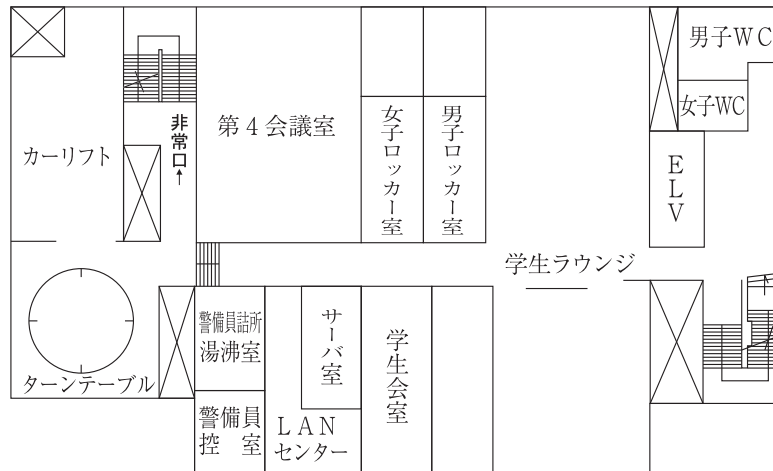 男子WC
女子WC
非常口↑
カーリフト
第4会議室
女子ロッカー室
男子ロッカー室
ELV
学生ラウンジ
警備員詰所
湯沸室
サーバ室
学生会室
ターンテーブル
警備員
控室
LAN
センター